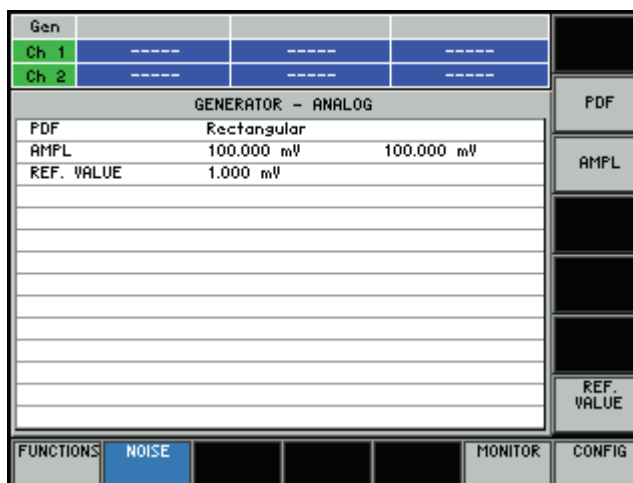 Gen
Ch 1 ----- ----- -----
Ch 2 ----- ----- -----
GENERATOR - ANALOG
PDF Rectangular
AMPL 100.000 mV 100.000 mV
REF. VALUE 1.000 mV
PDF
AMPL
REF.
VALUE
FUNCTIONS NOISE MONITOR CONFIG